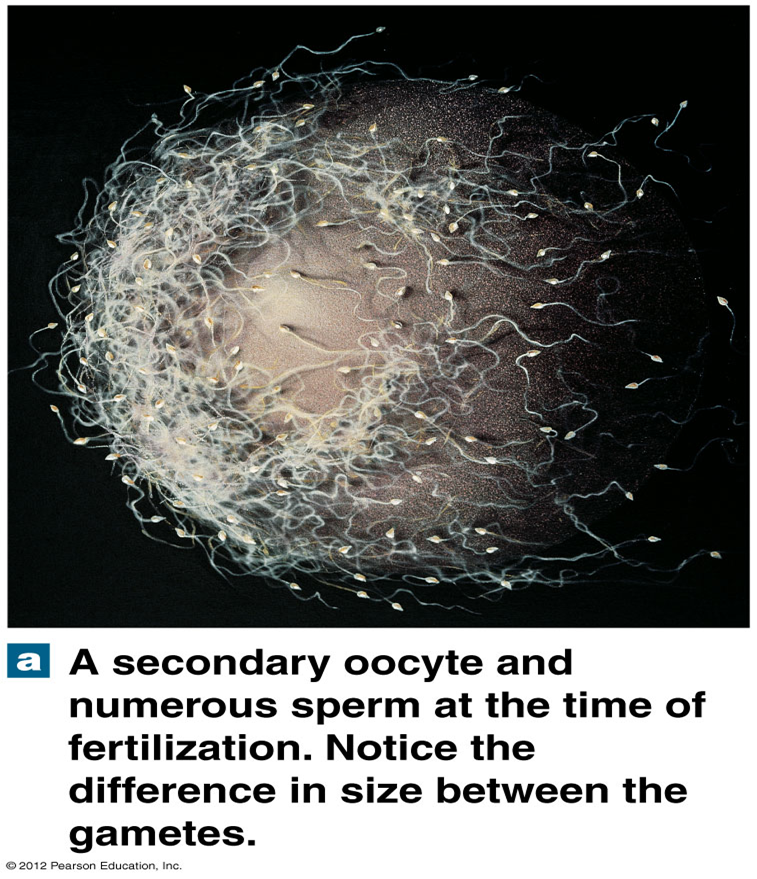 a A secondary oocyte and
numerous sperm at the time of
fertilization. Notice the
difference in size between the
gametes.
© 2012 Pearson Education, Inc.